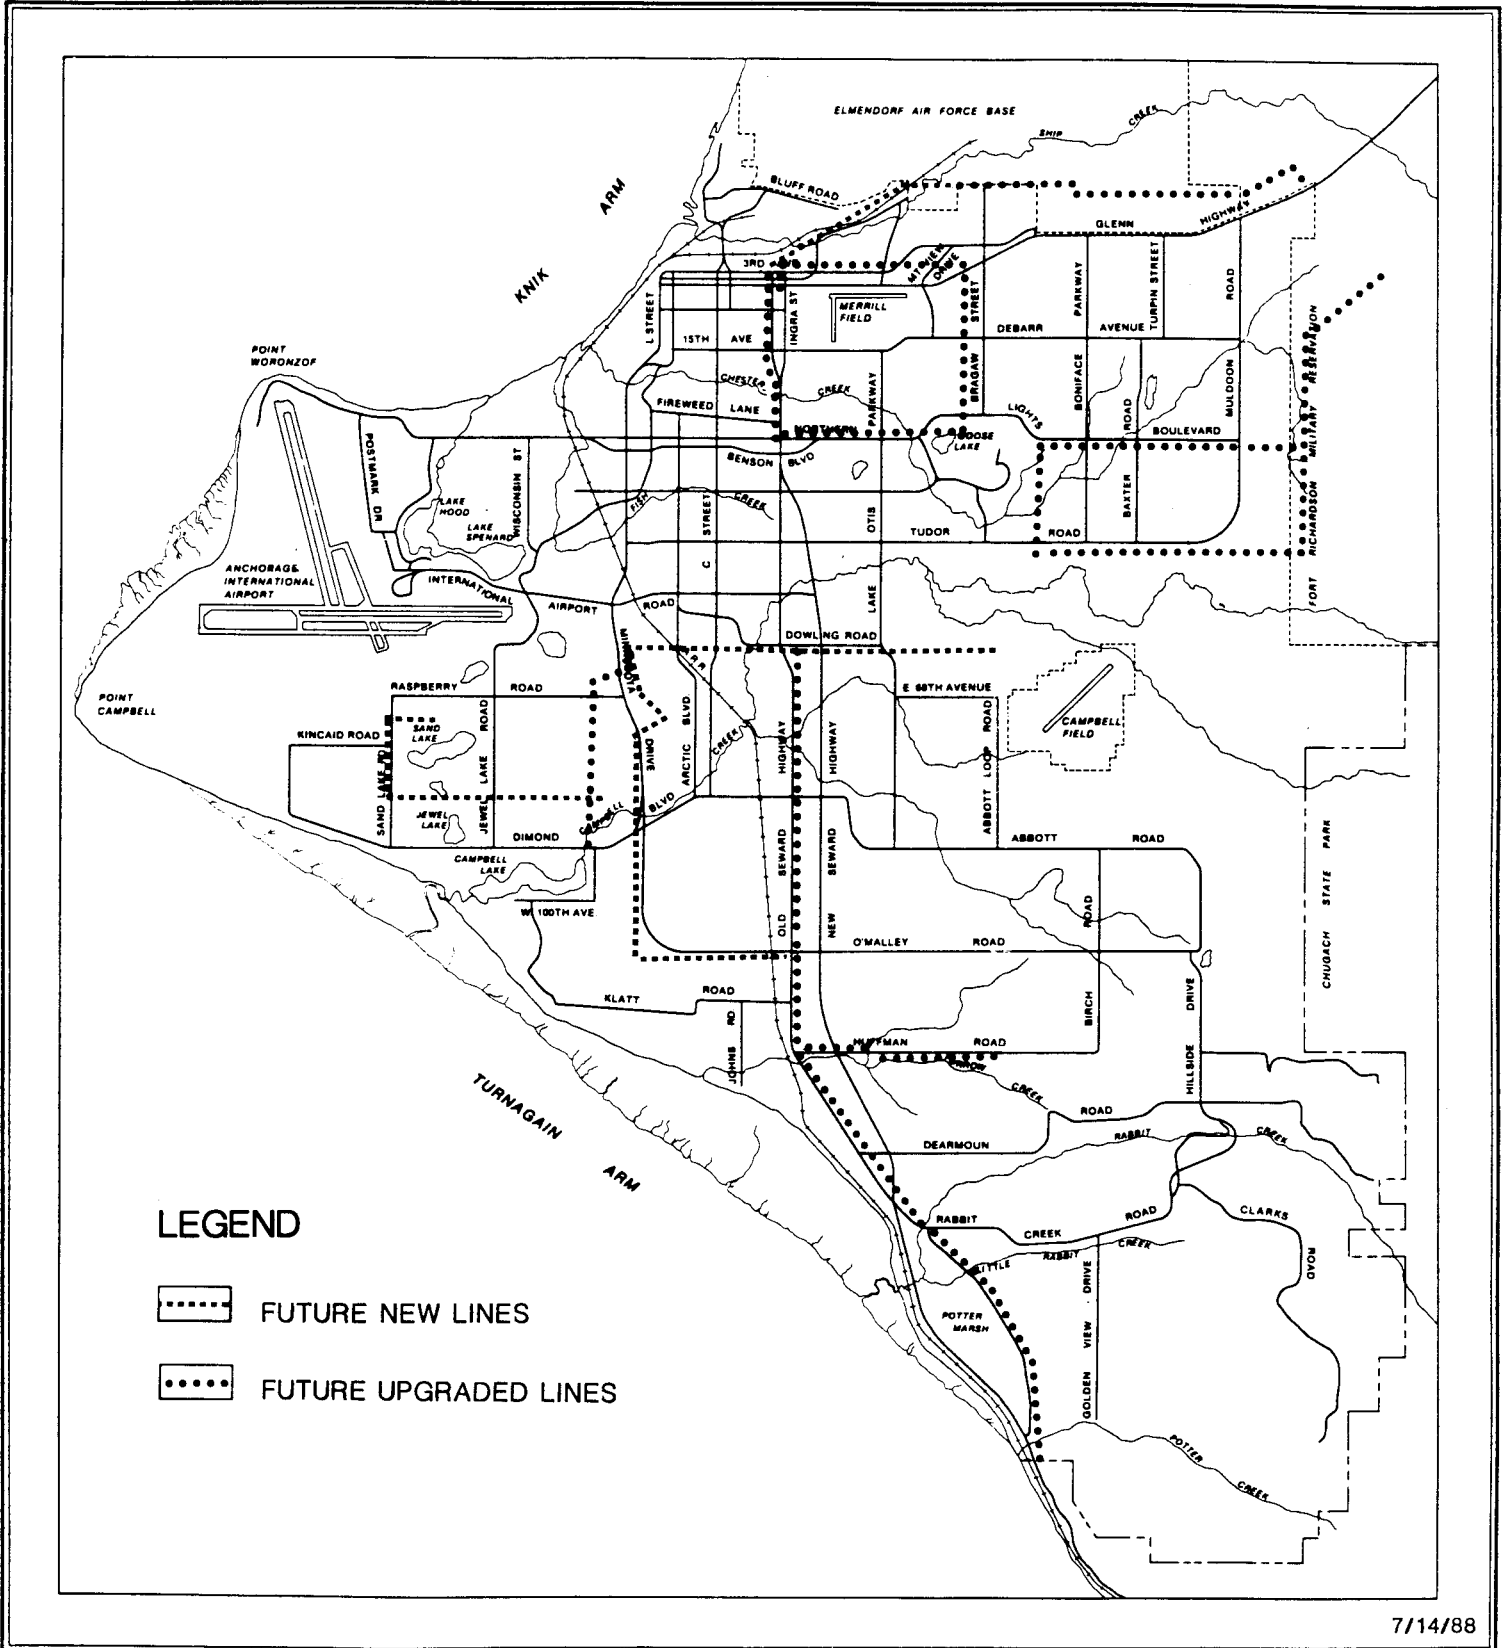 ELMENDORF AIR FORCE BASE
SHIP
CREEK
BLUFF ROAD
KNIK
ARM
GLENN
HIGHWAY
3RD
MT VIEW
DRIVE
L STREET
INGRA ST
MERRILL
FIELD
BRAGAW
STREET
BONIFACE
PARKWAY
TURPIN STREET
MULDOON
ROAD
15TH AVE
DEBARR
AVENUE
POINT
WORONZOF
CHESTER
CREEK
FIREWEED LANE
PARKWAY
NORTHERN
LIGHTS
BOULEVARD
BENSON BLVD
GOOSE
LAKE
ROAD
BAXTER
FORT RICHARDSON MILITARY RESERVATION
POSTMARK DR
WISCONSIN ST
LAKE
HOOD
LAKE
SPENARD
FISH
CREEK
C STREET
OTIS
LAKE
TUDOR
ROAD
ANCHORAGE
INTERNATIONAL
AIRPORT
INTERNATIONAL
AIRPORT
ROAD
DOWLING ROAD
MINNESOTA
DRIVE
ARR
RASPBERRY
ROAD
E 68TH AVENUE
POINT
CAMPBELL
KINCAID ROAD
SAND
LAKE
SAND LAKE RD
JEWEL LAKE ROAD
ARCTIC BLVD
CREEK
OLD SEWARD HIGHWAY
NEW SEWARD HIGHWAY
ABBOTT LOOP ROAD
CAMPBELL
FIELD
JEWEL
LAKE
DIMOND
BLVD
CAMPBELL
ABBOTT
ROAD
CAMPBELL
LAKE
W. 100TH AVE.
O'MALLEY
ROAD
BIRCH
ROAD
CHUGACH STATE PARK
KLATT
ROAD
JOHNS RD
HUFFMAN
ROAD
HILLSIDE DRIVE
CREEK
TURNAGAIN
ARM
DEARMOUN
ROAD
RABBIT
CREEK
RABBIT
CREEK
ROAD
CLARKS
ROAD
LITTLE
RABBIT
CREEK
POTTER
MARSH
GOLDEN VIEW DRIVE
POTTER
CREEK
LEGEND
FUTURE NEW LINES
FUTURE UPGRADED LINES
7/14/88